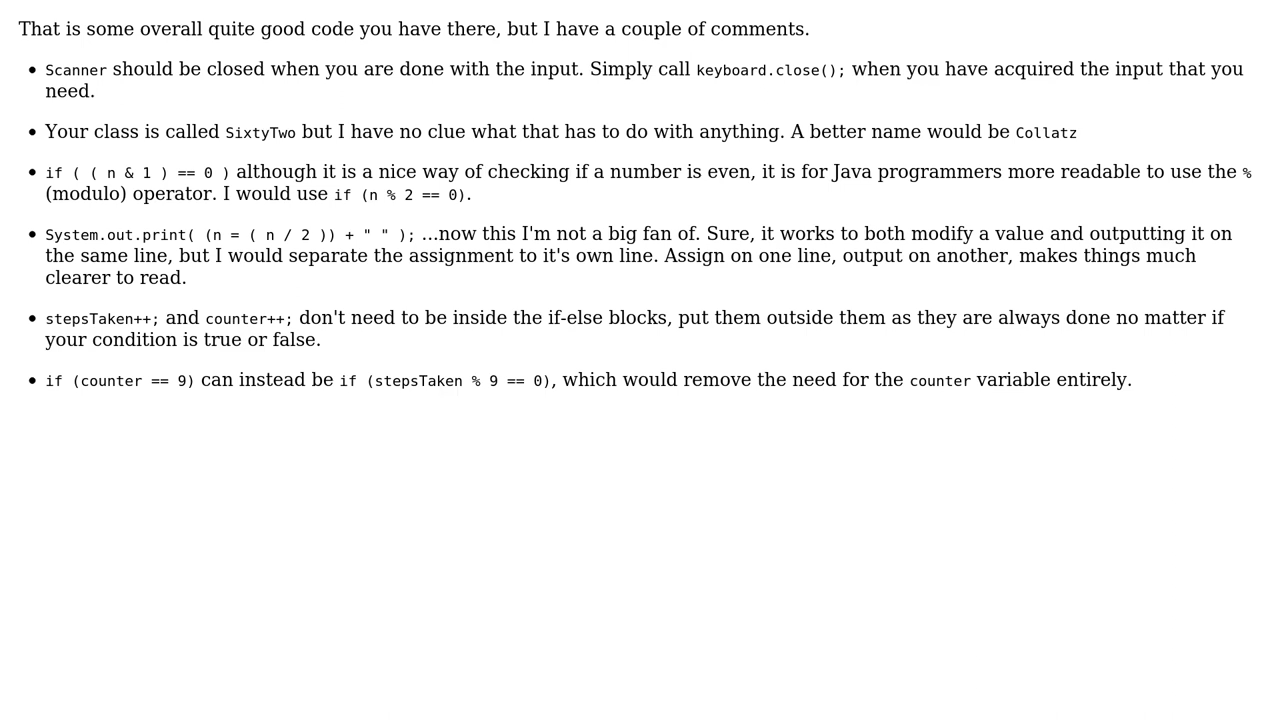 That is some overall quite good code you have there, but I have a couple of comments.
• Scanner should be closed when you are done with the input. Simply call keyboard.close(); when you have acquired the input that you
need.
• Your class is called SixtyTwo but I have no clue what that has to do with anything. A better name would be Collatz
• if ( ( n & 1 ) == 0 ) although it is a nice way of checking if a number is even, it is for Java programmers more readable to use the %
(modulo) operator. I would use if (n % 2 == 0).
• System.out.print( (n = ( n / 2 )) + " " ); ...now this I'm not a big fan of. Sure, it works to both modify a value and outputting it on
the same line, but I would separate the assignment to it's own line. Assign on one line, output on another, makes things much
clearer to read.
• stepsTaken++; and counter++; don't need to be inside the if-else blocks, put them outside them as they are always done no matter if
your condition is true or false.
• if (counter == 9) can instead be if (stepsTaken % 9 == 0), which would remove the need for the counter variable entirely.